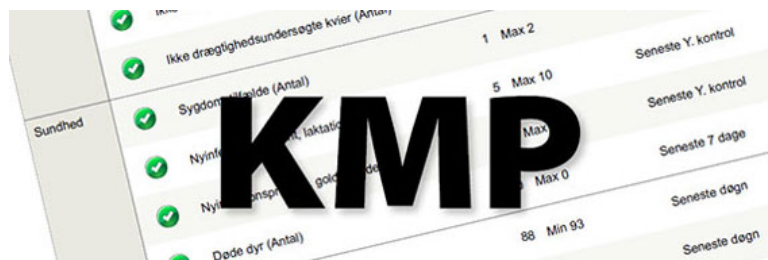 Ikke drægtighedsundersøgte kvier (Antal)
Sundhed
(Antal) 1 Max 2
5 Max 10 Seneste Y. kontrol
Max Seneste Y. kontrol
Døde dyr (Antal) Max 0 Seneste 7 dage
88 Min 93 Seneste døgn
Seneste døgn
KMP